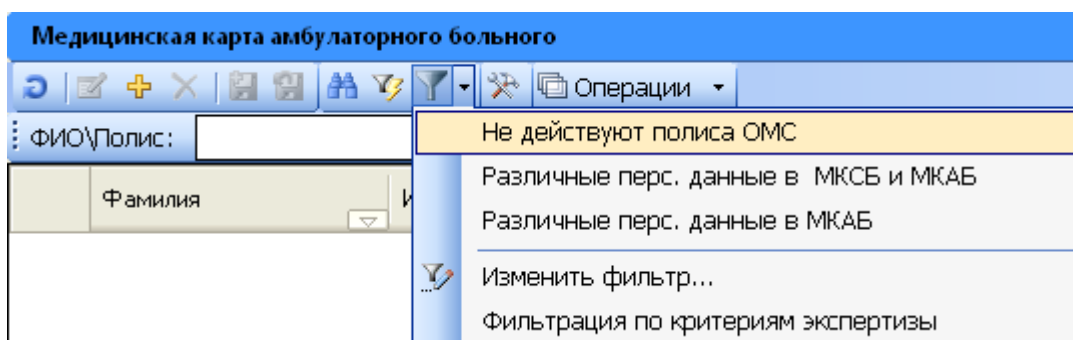 Медицинская карта амбулаторного больного
Операции
ФИО\Полис:
Не действуют полиса ОМС
Фамилия
Различные перс. данные в МКСБ и МКАБ
Различные перс. данные в МКАБ
Изменить фильтр...
Фильтрация по критериям экспертизы